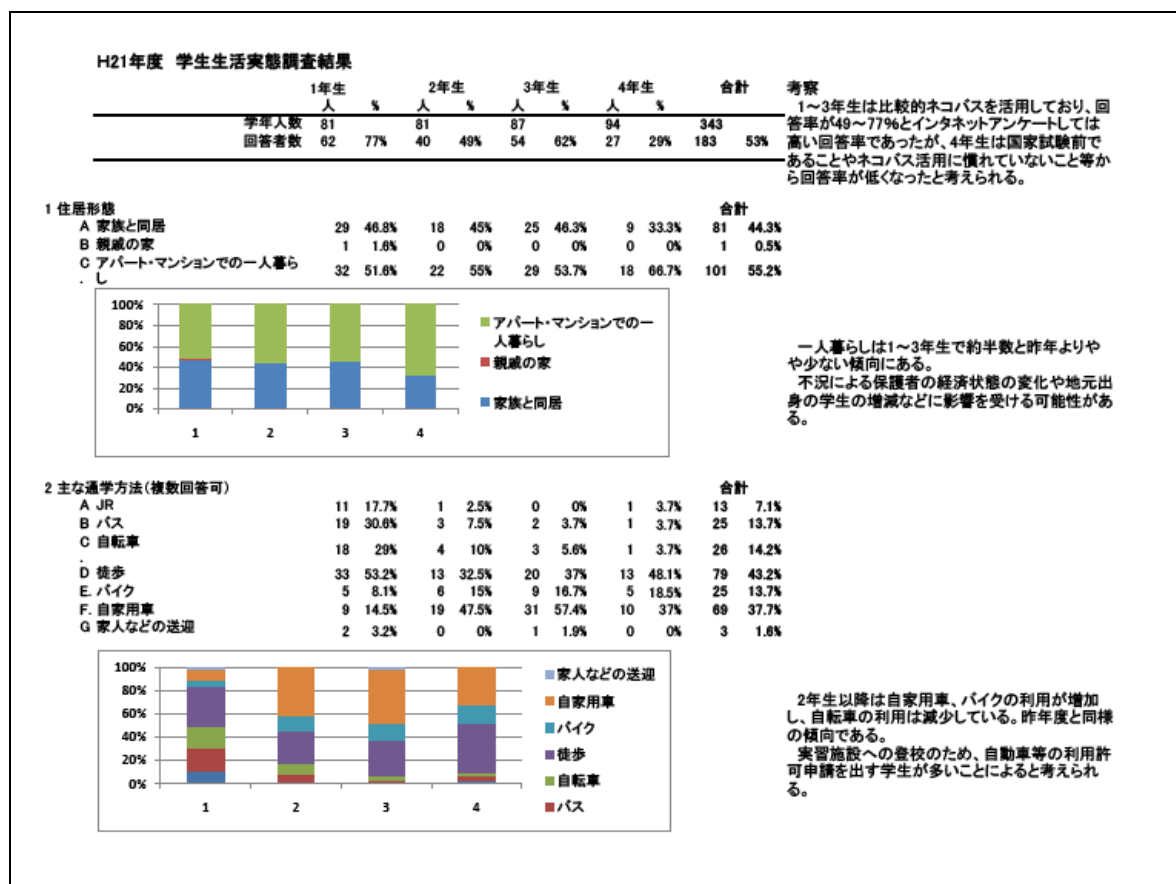 H21年度 学生生活実態調査結果
1年生 2年生 3年生 4年生 合計
人 % 人 % 人 % 人 %
学年人数 81 81 87 94 343
回答者数 62 77% 40 49% 54 62% 27 29% 183 53%
考察
1～3年生は比較的ネコパスを活用しており、回
答率が49～77%とインタネットアンケートしては
高い回答率であったが、4年生は国家試験前で
あることやネコパス活用に慣れていないこと等か
ら回答率が低くなったと考えられる。
1 住居形態 合計
A 家族と同居 29 46.8% 18 45% 25 46.3% 9 33.3% 81 44.3%
B 親戚の家 1 1.6% 0 0% 0 0% 0 0% 1 0.5%
C アパート・マンションでの一人暮ら
. し 32 51.6% 22 55% 29 53.7% 18 66.7% 101 55.2%
100%
80%
60%
40%
20%
0%
1 2 3 4
アパート・マンションでの一
人暮らし
親戚の家
家族と同居
一人暮らしは1～3年生で約半数と昨年よりや
や少ない傾向にある。
不況による保護者の経済状態の変化や地元出
身の学生の増減などに影響を受ける可能性があ
る。
2 主な通学方法(複数回答可) 合計
A JR 11 17.7% 1 2.5% 0 0% 1 3.7% 13 7.1%
B バス 19 30.6% 3 7.5% 2 3.7% 1 3.7% 25 13.7%
C 自転車
. 18 29% 4 10% 3 5.6% 1 3.7% 26 14.2%
D 徒歩 33 53.2% 13 32.5% 20 37% 13 48.1% 79 43.2%
E. バイク 5 8.1% 6 15% 9 16.7% 5 18.5% 25 13.7%
F. 自家用車 9 14.5% 19 47.5% 31 57.4% 10 37% 69 37.7%
G 家人などの送迎 2 3.2% 0 0% 1 1.9% 0 0% 3 1.6%
100%
80%
60%
40%
20%
0%
1 2 3 4
家人などの送迎
自家用車
バイク
徒歩
自転車
バス
2年生以降は自家用車、バイクの利用が増加
し、自転車の利用は減少している。昨年度と同様
の傾向である。
実習施設への登校のため、自動車等の利用許
可申請を出す学生が多いことによると考えられ
る。